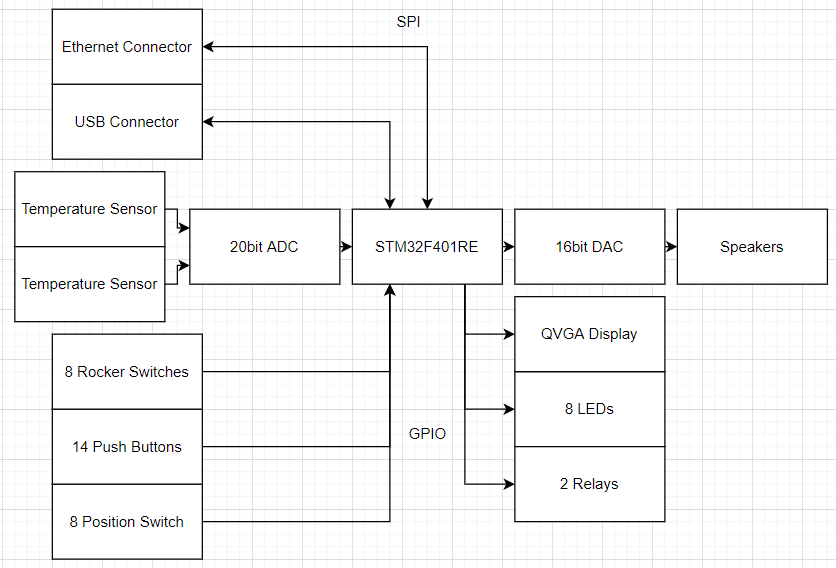 SPI
Ethernet Connector
USB Connector
Temperature Sensor
Temperature Sensor
20bit ADC
STM32F401RE
16bit DAC
Speakers
QVGA Display
8 Rocker Switches
8 LEDs
14 Push Buttons
GPIO
2 Relays
8 Position Switch